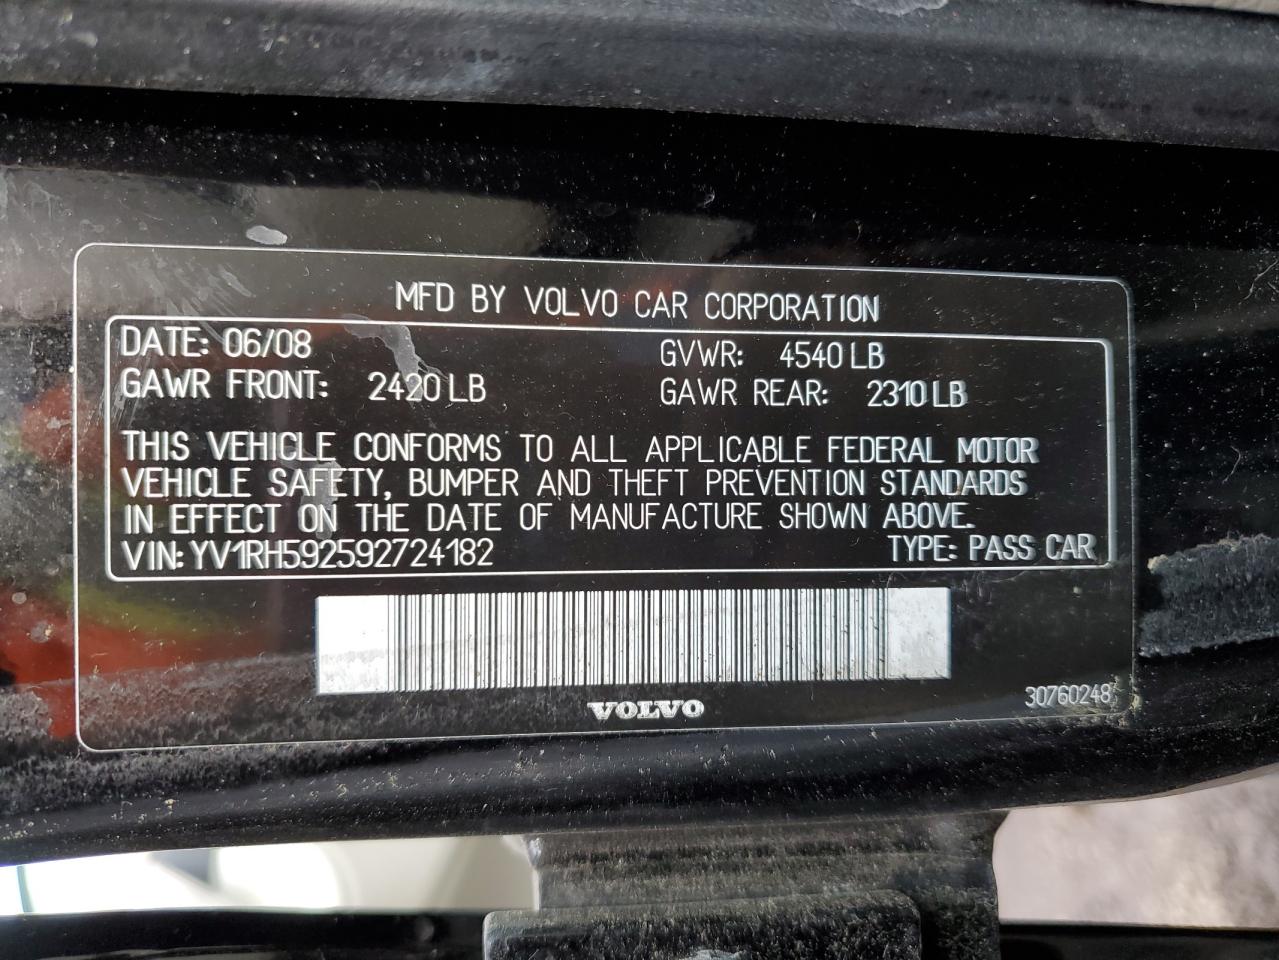 MFD BY VOLVO CAR CORPORATION
DATE: 06/08 GVWR: 4540 LB
GAWR FRONT: 2420 LB GAWR REAR: 2310 LB
THIS VEHICLE CONFORMS TO ALL APPLICABLE FEDERAL MOTOR
VEHICLE SAFETY, BUMPER AND THEFT PREVENTION STANDARDS
IN EFFECT ON THE DATE OF MANUFACTURE SHOWN ABOVE.
VIN: YV1RH592592724182 TYPE: PASS CAR
VOLVO
30760248